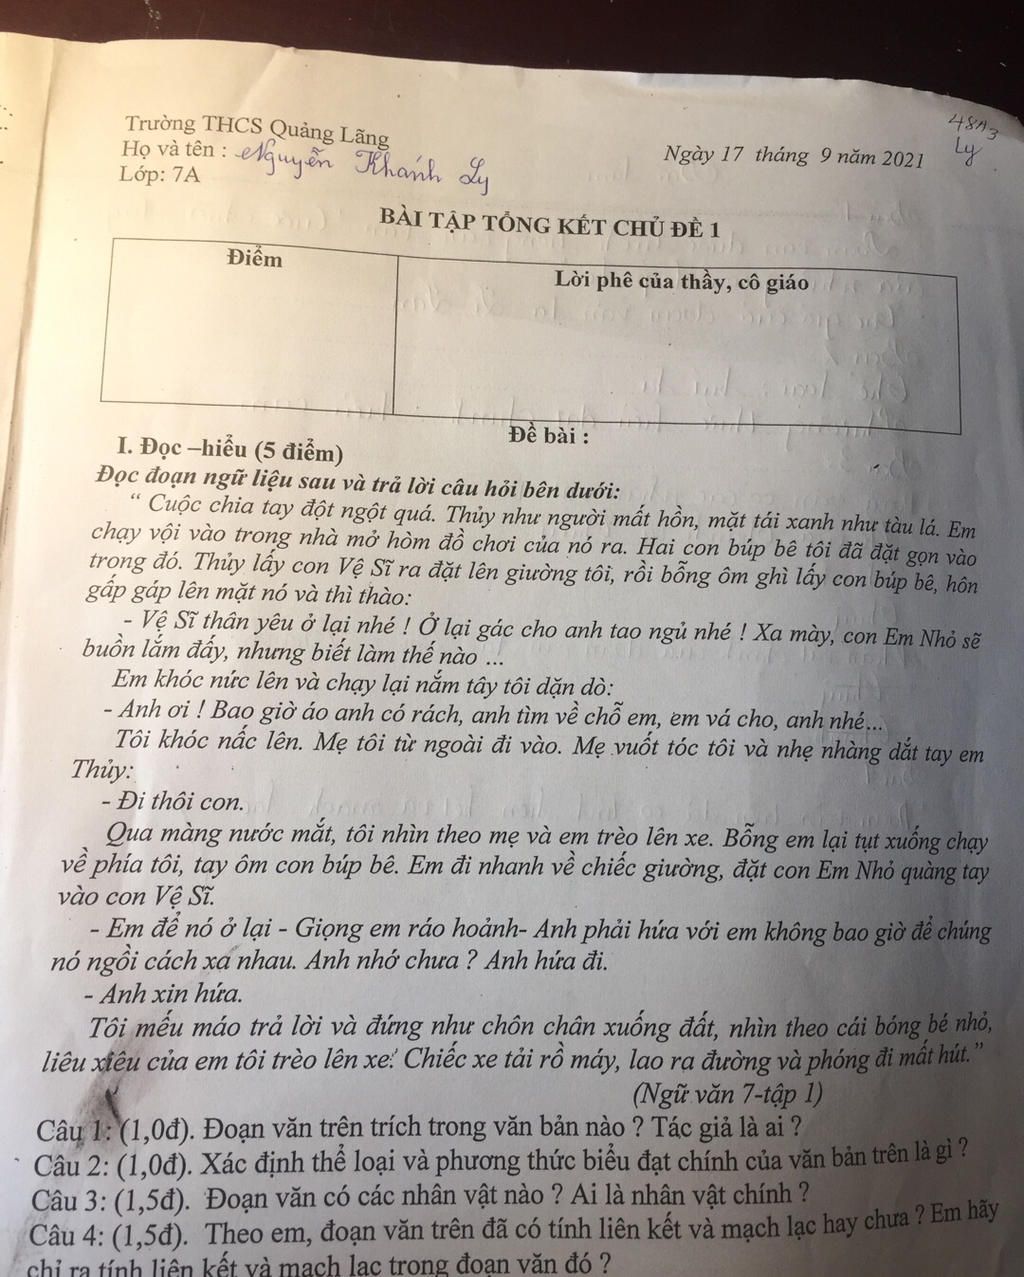 48A3
Ly
Trường THCS Quảng Lãng
Họ và tên : Nguyễn Khánh Ly
Ngày 17 tháng 9 năm 2021
Lớp: 7A
BÀI TẬP TỔNG KẾT CHỦ ĐỀ 1
Điểm
Lời phê của thầy, cô giáo
Đề bài :
I. Đọc –hiểu (5 điểm)
Đọc đoạn ngữ liệu sau và trả lời câu hỏi bên dưới:
“ Cuộc chia tay đột ngột quá. Thủy như người mất hồn, mặt tái xanh như tàu lá. Em
chạy vội vào trong nhà mở hòm đồ chơi của nó ra. Hai con búp bê tôi đã đặt gọn vào
trong đó. Thủy lấy con Vệ Sĩ ra đặt lên giường tôi, rồi bỗng ôm ghì lấy con búp bê, hôn
gấp gáp lên mặt nó và thì thào:
- Vệ Sĩ thân yêu ở lại nhé ! Ở lại gác cho anh tao ngủ nhé ! Xa mày, con Em Nhỏ sẽ
buồn lắm đấy, nhưng biết làm thế nào ...
Em khóc nức lên và chạy lại nắm tây tôi dặn dò:
- Anh ơi ! Bao giờ áo anh có rách, anh tìm về chỗ em, em vá cho, anh nhé...
Tôi khóc nấc lên. Mẹ tôi từ ngoài đi vào. Mẹ vuốt tóc tôi và nhẹ nhàng dắt tay em
Thủy:
- Đi thôi con.
Qua màng nước mắt, tôi nhìn theo mẹ và em trèo lên xe. Bỗng em lại tụt xuống chạy
về phía tôi, tay ôm con búp bê. Em đi nhanh về chiếc giường, đặt con Em Nhỏ quàng tay
vào con Vệ Sĩ.
- Em để nó ở lại - Giọng em ráo hoảnh- Anh phải hứa với em không bao giờ để chúng
nó ngồi cách xa nhau. Anh nhớ chưa ? Anh hứa đi.
- Anh xin hứa.
Tôi mếu máo trả lời và đứng như chôn chân xuống đất, nhìn theo cái bóng bé nhỏ,
liêu xiêu của em tôi trèo lên xe. Chiếc xe tải rồ máy, lao ra đường và phóng đi mất hút.”
(Ngữ văn 7-tập 1)
Câu 1: (1,0đ). Đoạn văn trên trích trong văn bản nào ? Tác giả là ai ?
Câu 2: (1,0đ). Xác định thể loại và phương thức biểu đạt chính của văn bản trên là gì ?
Câu 3: (1,5đ). Đoạn văn có các nhân vật nào ? Ai là nhân vật chính ?
Câu 4: (1,5đ). Theo em, đoạn văn trên đã có tính liên kết và mạch lạc hay chưa ? Em hãy
chỉ ra tính liên kết và mạch lạc trong đoạn văn đó ?